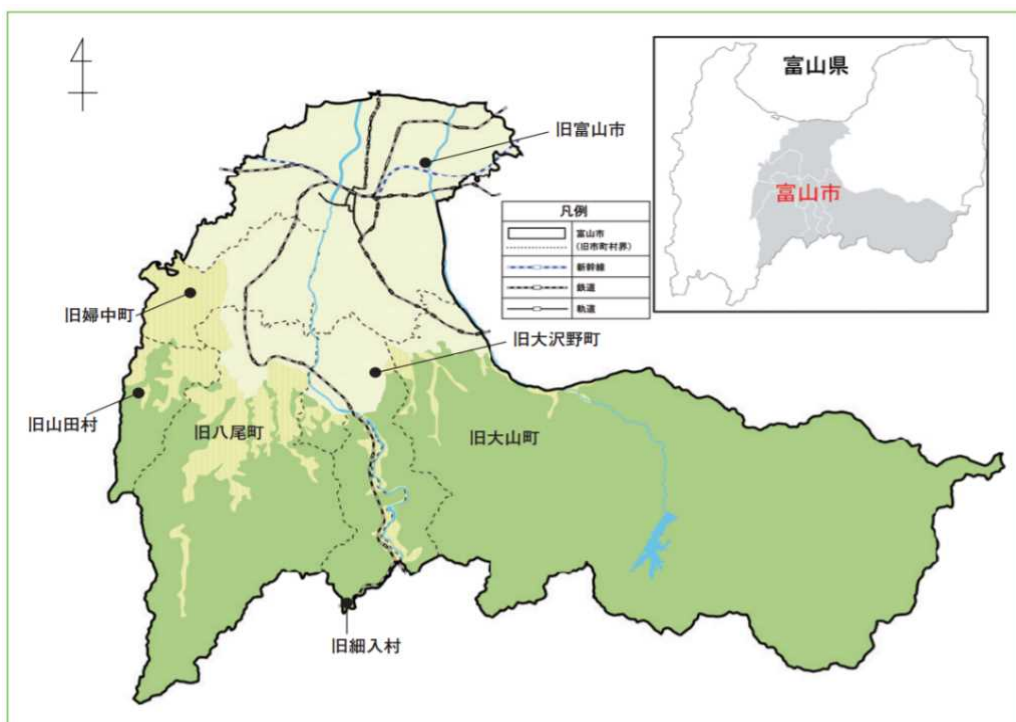 富山県
富山市
旧富山市
凡例
富山市
(旧市町村界)
新幹線
鉄道
軌道
旧婦中町
旧大沢野町
旧山田村
旧八尾町
旧大山町
旧細入村